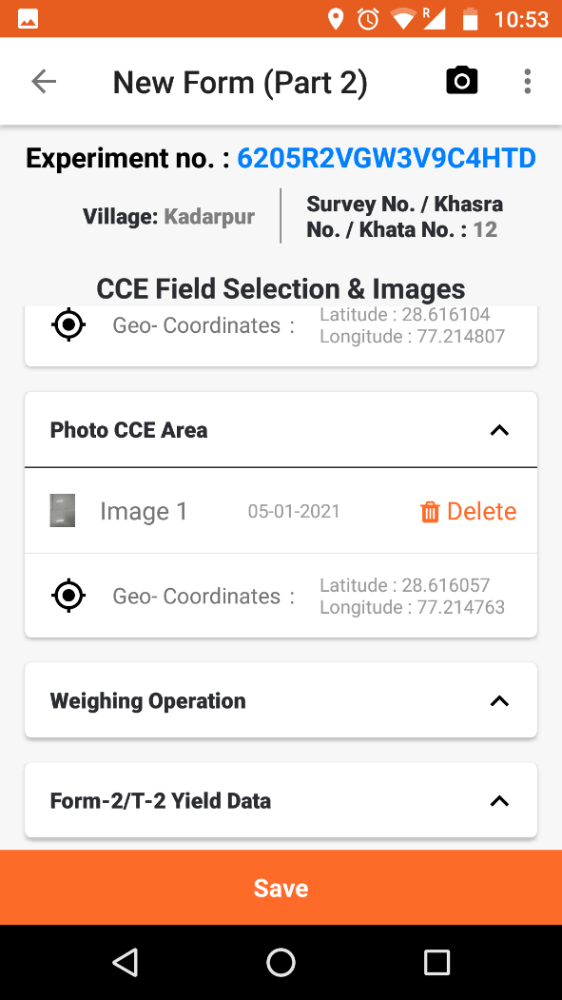 R
10:53
New Form (Part 2)
Experiment no. : 6205R2VGW3V9C4HTD
Village: Kadarpur
Survey No. / Khasra
No. / Khata No. : 12
CCE Field Selection & Images
Geo- Coordinates :
Latitude : 28.616104
Longitude : 77.214807
Photo CCE Area
Image 1 05-01-2021 Delete
Geo- Coordinates :
Latitude : 28.616057
Longitude : 77.214763
Weighing Operation
Form-2/T-2 Yield Data
Save